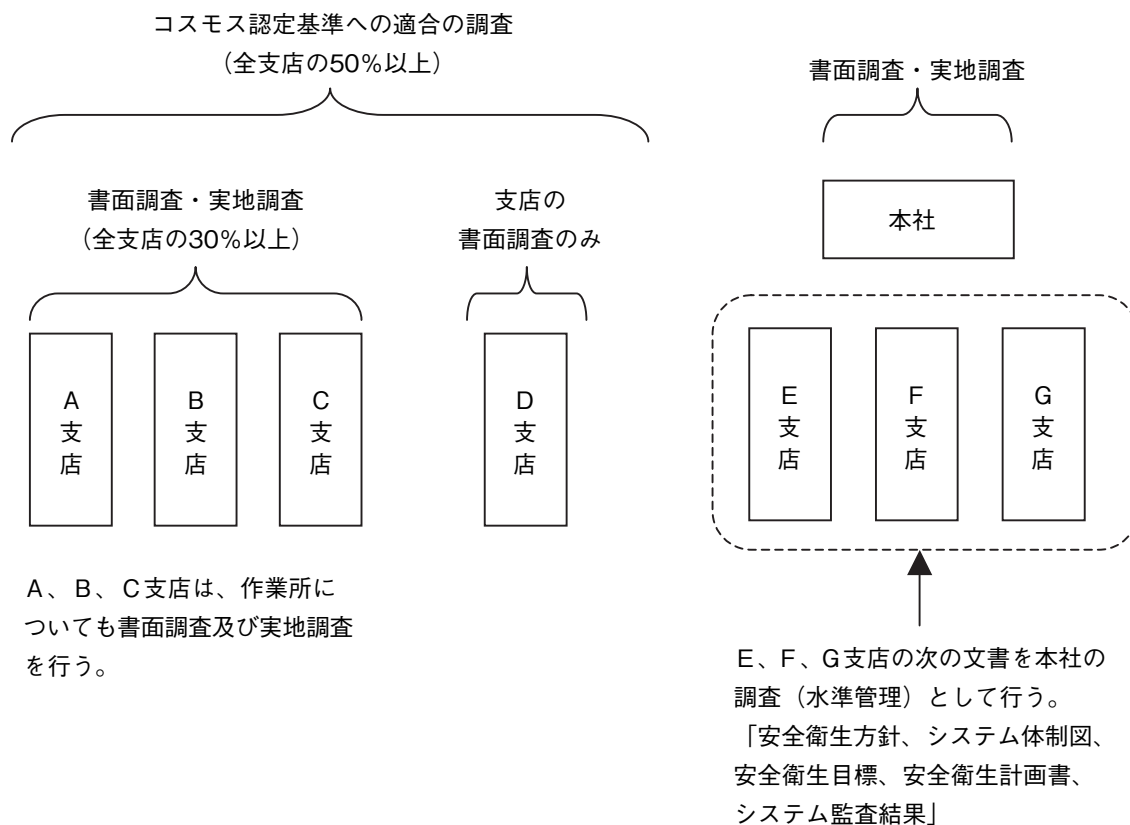 コスモス認定基準への適合の調査
(全支店の50%以上)
書面調査・実地調査
書面調査・実地調査
(全支店の30%以上)
支店の
書面調査のみ
本社
A支店
B支店
C支店
D支店
E支店
F支店
G支店
A、B、C支店は、作業所に
ついても書面調査及び実地調査
を行う。
E、F、G支店の次の文書を本社の
調査(水準管理)として行う。
「安全衛生方針、システム体制図、
安全衛生目標、安全衛生計画書、
システム監査結果」